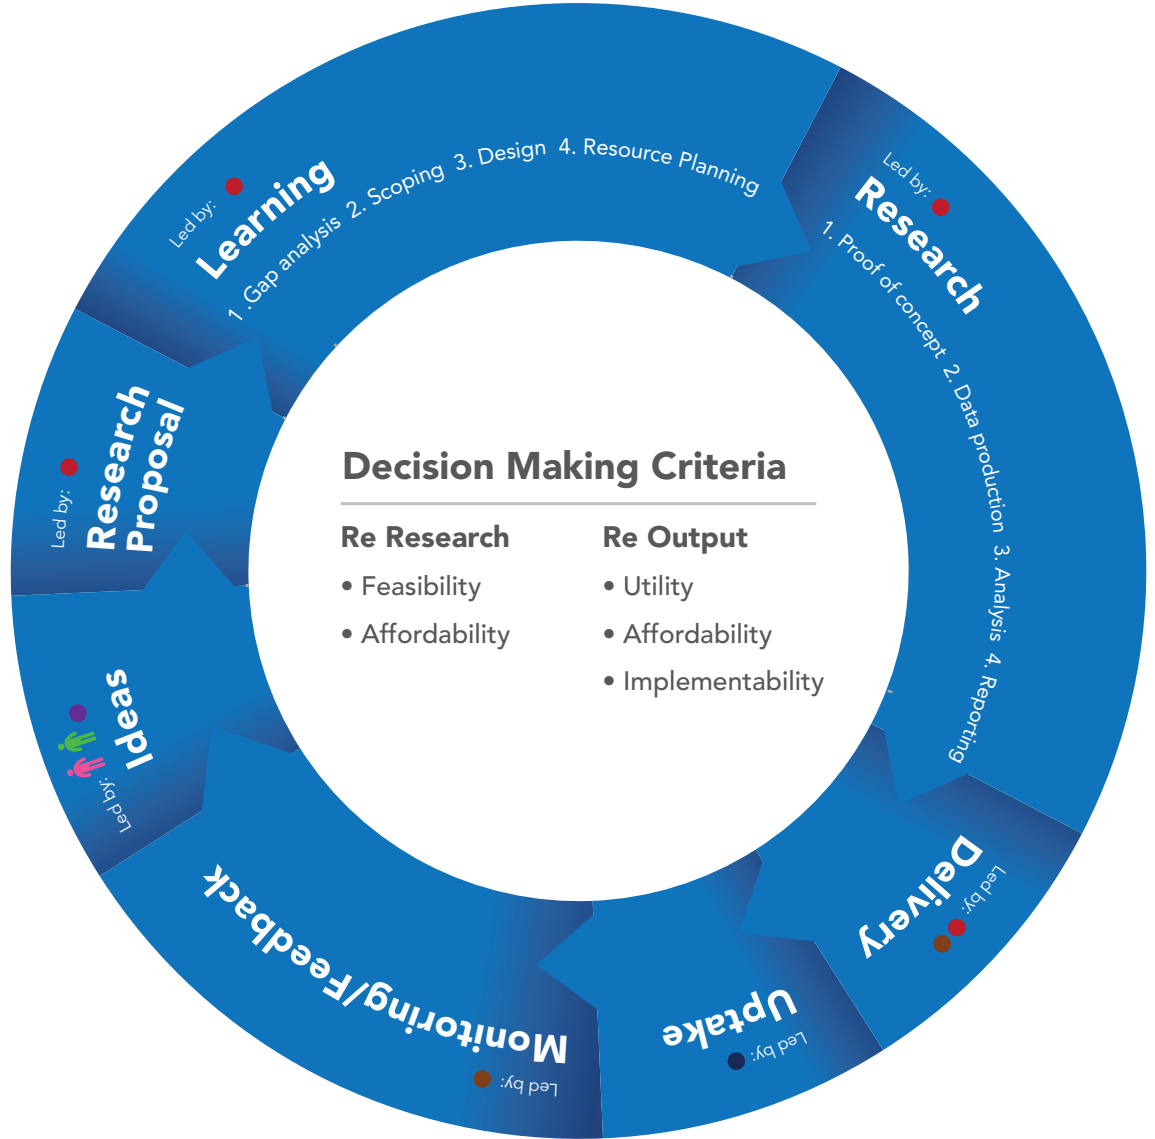 Led by:
Learning
1 .Gap analysis 2. Scoping 3. Design 4. Resource Planning
Led by:
Research
1. Proof of concept 2. Data production 3. Analysis 4. Reporting
Led by:
Delivery
Led by:
Uptake
Led by:
Monitoring/Feedback
Led by:
Ideas
Led by:
Research
Proposal
Decision Making Criteria
Re Research
• Feasibility
• Affordability
Re Output
• Utility
• Affordability
• Implementability